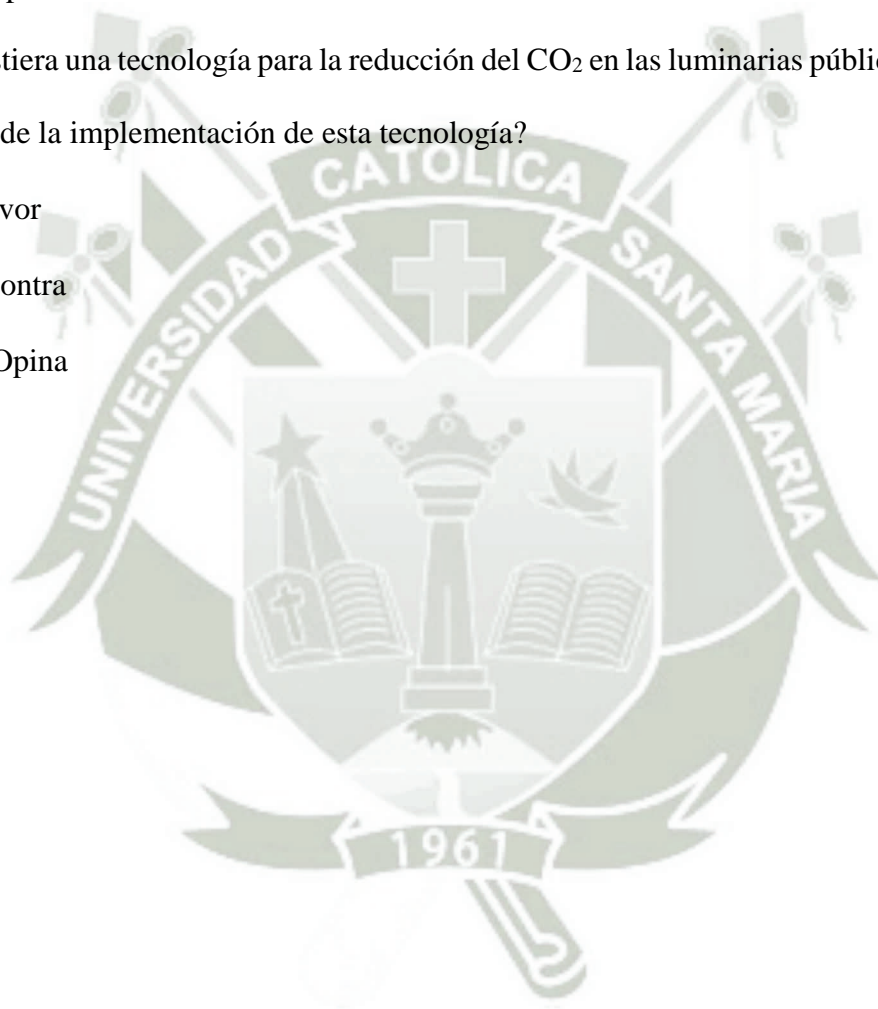 tiera una tecnología para la reducción del CO₂ en las luminarias públic
de la implementación de esta tecnología?
vor
ontra
Opina
UNIVERSIDAD CATOLICA SANTA MARIA
1961